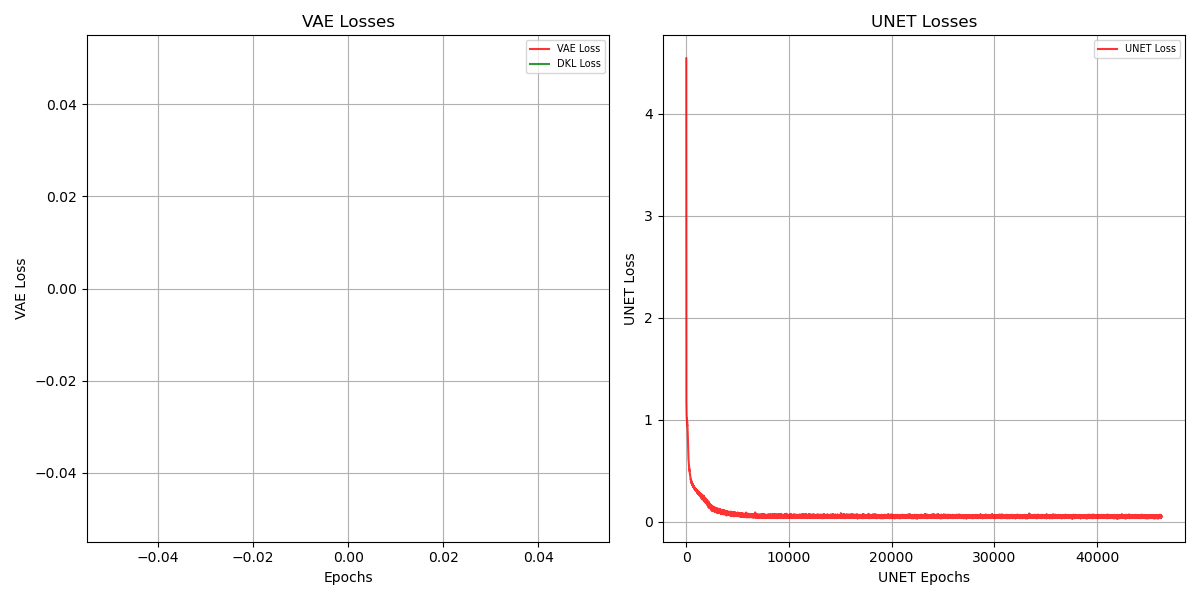 VAE Losses
VAE Loss
DKL Loss
0.04
0.02
0.00
−0.02
−0.04
VAE Loss
−0.04
−0.02
0.00
0.02
0.04
Epochs
UNET Losses
UNET Loss
4
3
2
1
0
UNET Loss
0
10000
20000
30000
40000
UNET Epochs